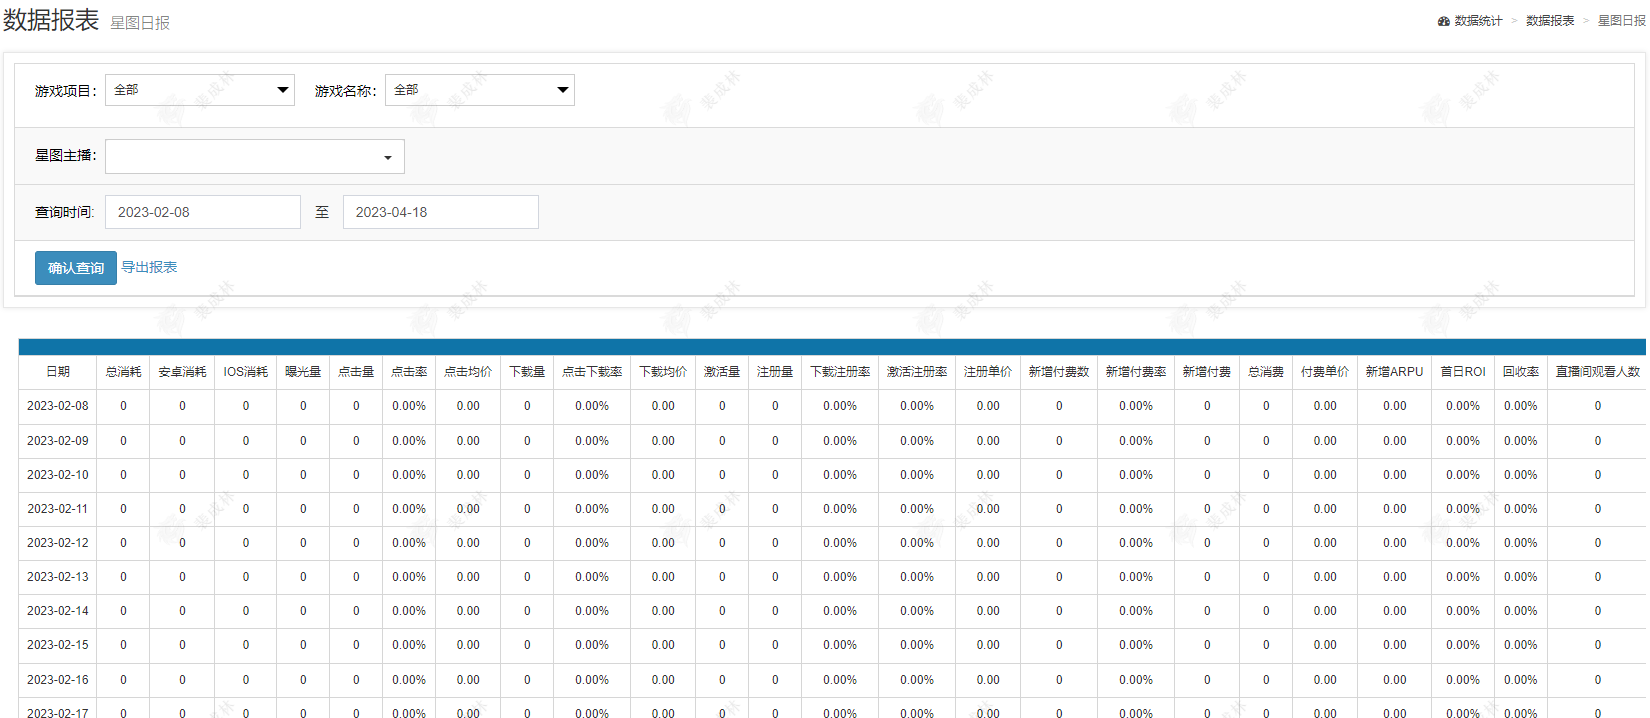 数据报表 星图日报
数据统计 > 数据报表 > 星图日报
游戏项目： 全部 游戏名称： 全部
星图主播：
查询时间: 2023-02-08 至 2023-04-18
确认查询 导出报表
日期 总消耗 安卓消耗 IOS消耗 曝光量 点击量 点击率 点击均价 下载量 点击下载率 下载均价 激活量 注册量 下载注册率 激活注册率 注册单价 新增付费数 新增付费率 新增付费 总消费 付费单价 新增ARPU 首日ROI 回收率 直播间观看人数
2023-02-08 0 0 0 0 0 0.00% 0.00 0 0.00% 0.00 0 0 0.00% 0.00% 0.00 0 0.00% 0 0 0.00 0.00 0.00% 0.00% 0
2023-02-09 0 0 0 0 0 0.00% 0.00 0 0.00% 0.00 0 0 0.00% 0.00% 0.00 0 0.00% 0 0 0.00 0.00 0.00% 0.00% 0
2023-02-10 0 0 0 0 0 0.00% 0.00 0 0.00% 0.00 0 0 0.00% 0.00% 0.00 0 0.00% 0 0 0.00 0.00 0.00% 0.00% 0
2023-02-11 0 0 0 0 0 0.00% 0.00 0 0.00% 0.00 0 0 0.00% 0.00% 0.00 0 0.00% 0 0 0.00 0.00 0.00% 0.00% 0
2023-02-12 0 0 0 0 0 0.00% 0.00 0 0.00% 0.00 0 0 0.00% 0.00% 0.00 0 0.00% 0 0 0.00 0.00 0.00% 0.00% 0
2023-02-13 0 0 0 0 0 0.00% 0.00 0 0.00% 0.00 0 0 0.00% 0.00% 0.00 0 0.00% 0 0 0.00 0.00 0.00% 0.00% 0
2023-02-14 0 0 0 0 0 0.00% 0.00 0 0.00% 0.00 0 0 0.00% 0.00% 0.00 0 0.00% 0 0 0.00 0.00 0.00% 0.00% 0
2023-02-15 0 0 0 0 0 0.00% 0.00 0 0.00% 0.00 0 0 0.00% 0.00% 0.00 0 0.00% 0 0 0.00 0.00 0.00% 0.00% 0
2023-02-16 0 0 0 0 0 0.00% 0.00 0 0.00% 0.00 0 0 0.00% 0.00% 0.00 0 0.00% 0 0 0.00 0.00 0.00% 0.00% 0
2023-02-17 0 0 0 0 0 0.00% 0.00 0 0.00% 0.00 0 0 0.00% 0.00% 0.00 0 0.00% 0 0 0.00 0.00 0.00% 0.00% 0